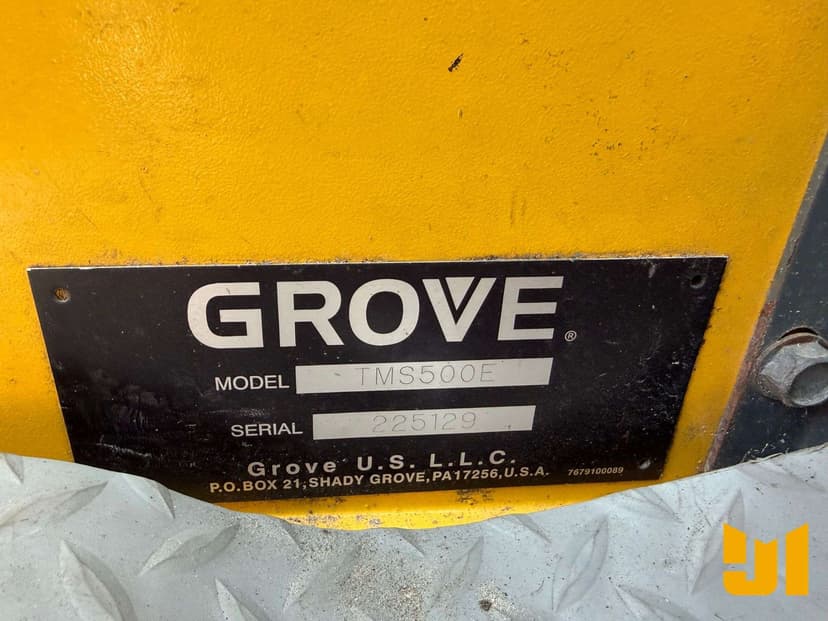 GROVE®
MODEL TMS500E
SERIAL 225129
Grove U.S. L.L.C.
P.O.BOX 21,SHADY GROVE,PA17256,U.S.A. 7679100089